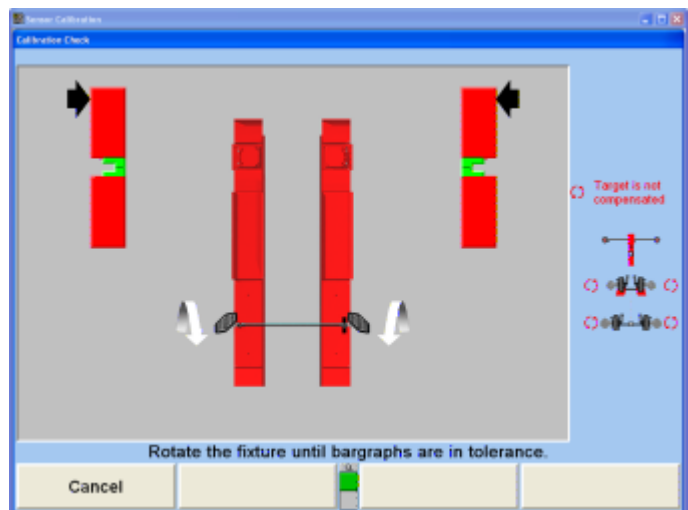 Sensor Calibration
Calibration Check
Target is not
compensated
Rotate the fixture until bargraphs are in tolerance.
Cancel